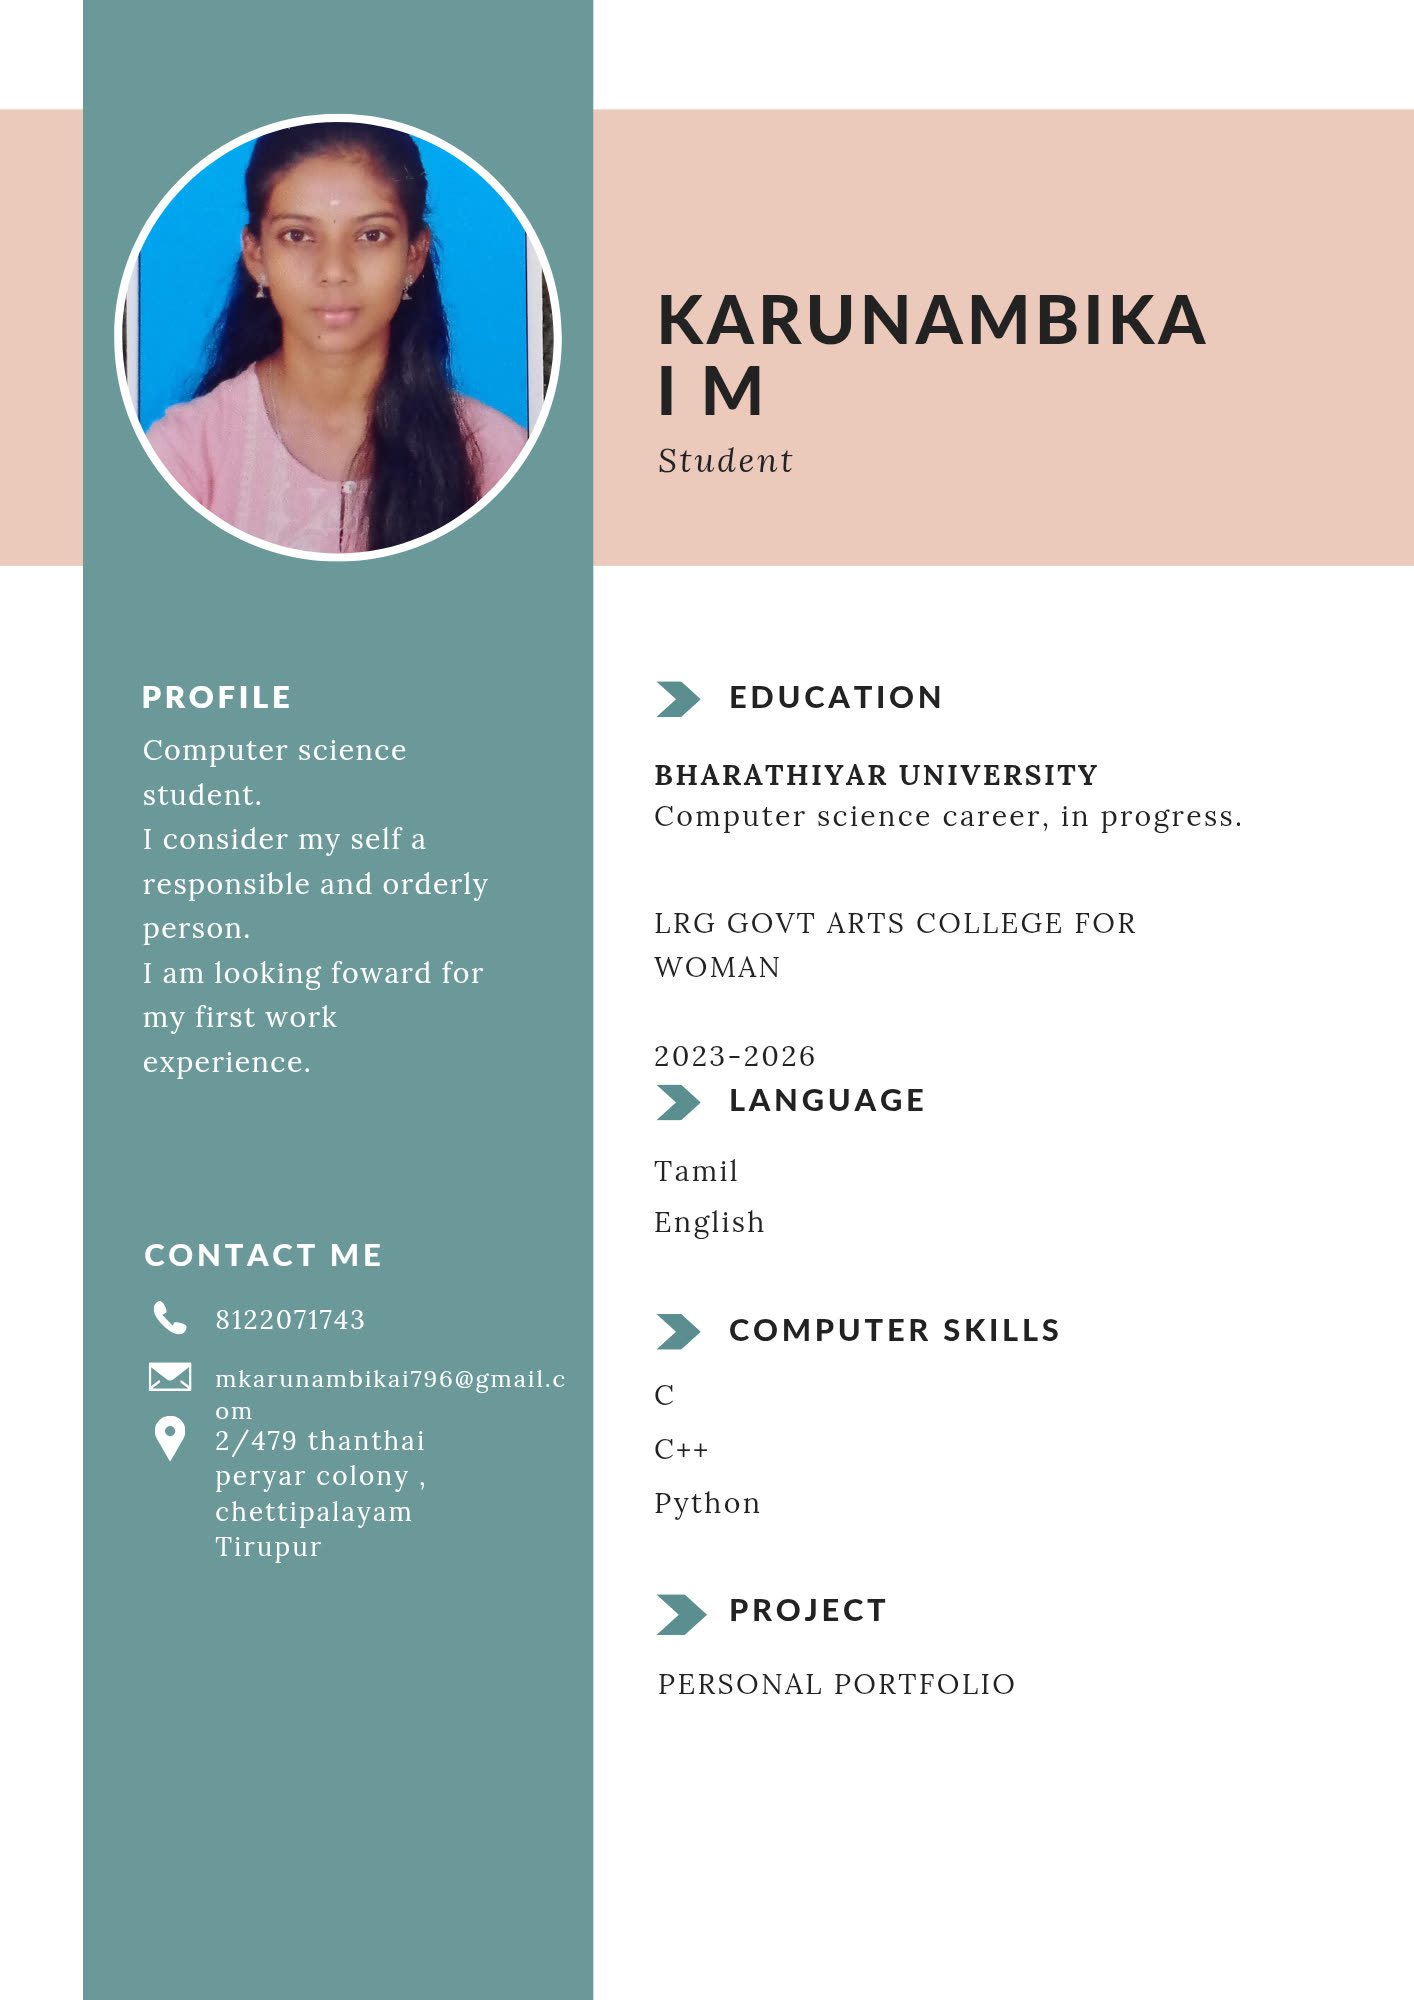 KARUNAMBIKA
I M
Student
PROFILE
Computer science
student.
I consider my self a
responsible and orderly
person.
I am looking foward for
my first work
experience.
CONTACT ME
8122071743
mkarunambikai796@gmail.c
om
2/479 thanthai
peryar colony ,
chettipalayam
Tirupur
EDUCATION
BHARATHIYAR UNIVERSITY
Computer science career, in progress.
LRG GOVT ARTS COLLEGE FOR
WOMAN
2023-2026
LANGUAGE
Tamil
English
COMPUTER SKILLS
C
C++
Python
PROJECT
PERSONAL PORTFOLIO